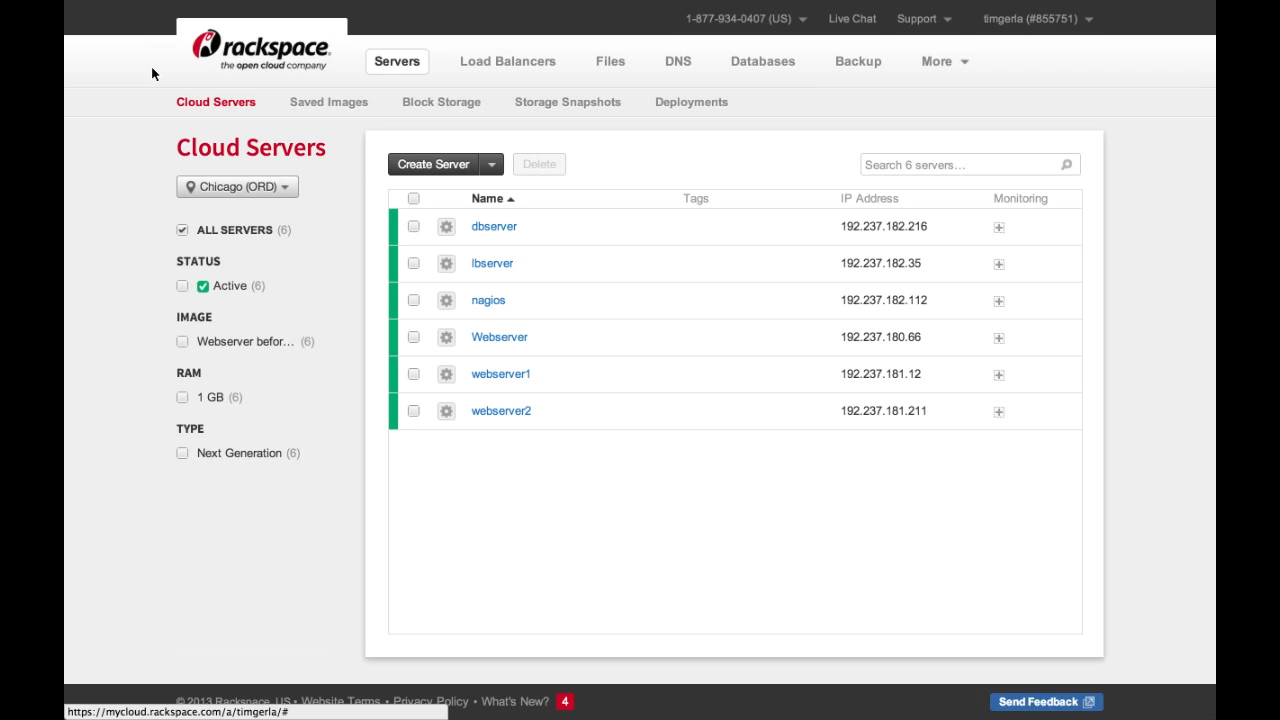 1-877-934-0407 (US) Live Chat Support timgerla (#855751)
rackspace.
the open cloud company
Servers Load Balancers Files DNS Databases Backup More
Cloud Servers Saved Images Block Storage Storage Snapshots Deployments
Cloud Servers
Chicago (ORD)
ALL SERVERS (6)
STATUS
Active (6)
IMAGE
Webserver befor... (6)
RAM
1 GB (6)
TYPE
Next Generation (6)
Create Server Delete Search 6 servers...
Name Tags IP Address Monitoring
dbserver 192.237.182.216
lbserver 192.237.182.35
nagios 192.237.182.112
Webserver 192.237.180.66
webserver1 192.237.181.12
webserver2 192.237.181.211
© 2013 Rackspace, US • Website Terms • Privacy Policy • What's New? 4 Send Feedback
https://mycloud.rackspace.com/a/timgerla/#